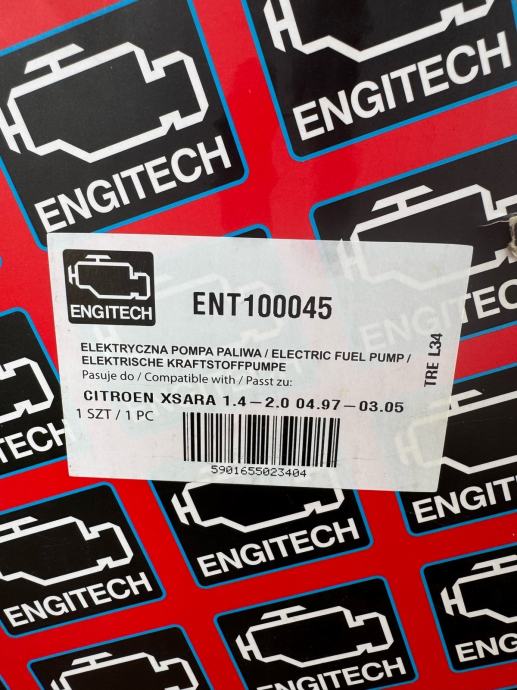 ENGITECH
ENGITECH
ENGITECH
ENT100045
ELEKTRYCZNA POMPA PALIWA / ELECTRIC FUEL PUMP /
ELEKTRISCHE KRAFTSTOFFPUMPE
Pasuje do / Compatible with / Passt zu:
CITROEN XSARA 1.4-2.0 04.97-03.05
1 SZT / 1 PC
5901655023404
TRE L34
ENGITECH
ENGITECH
ENGITECH
ENGITECH